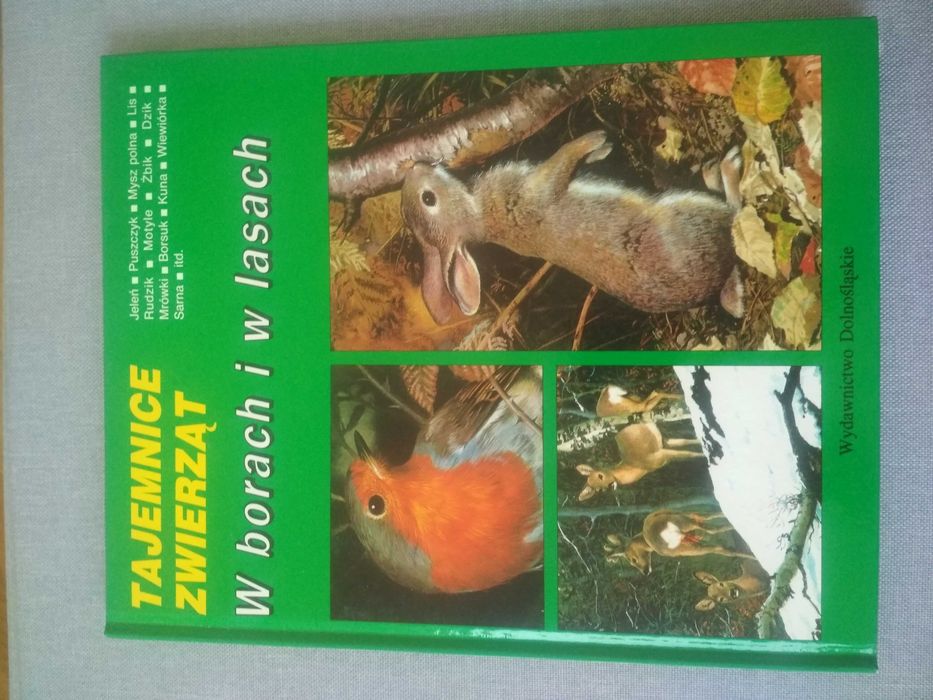 TAJEMNICE
ZWIERZĄT
Jeleń ■ Puszczyk ■ Mysz polna ■ Lis ■
Rudzik ■ Motyle ■ Żbik ■ Dzik ■
Mrówki ■ Borsuk ■ Kuna ■ Wiewiórka ■
Sarna ■ itd.
W borach i w lasach
Wydawnictwo Dolnośląskie